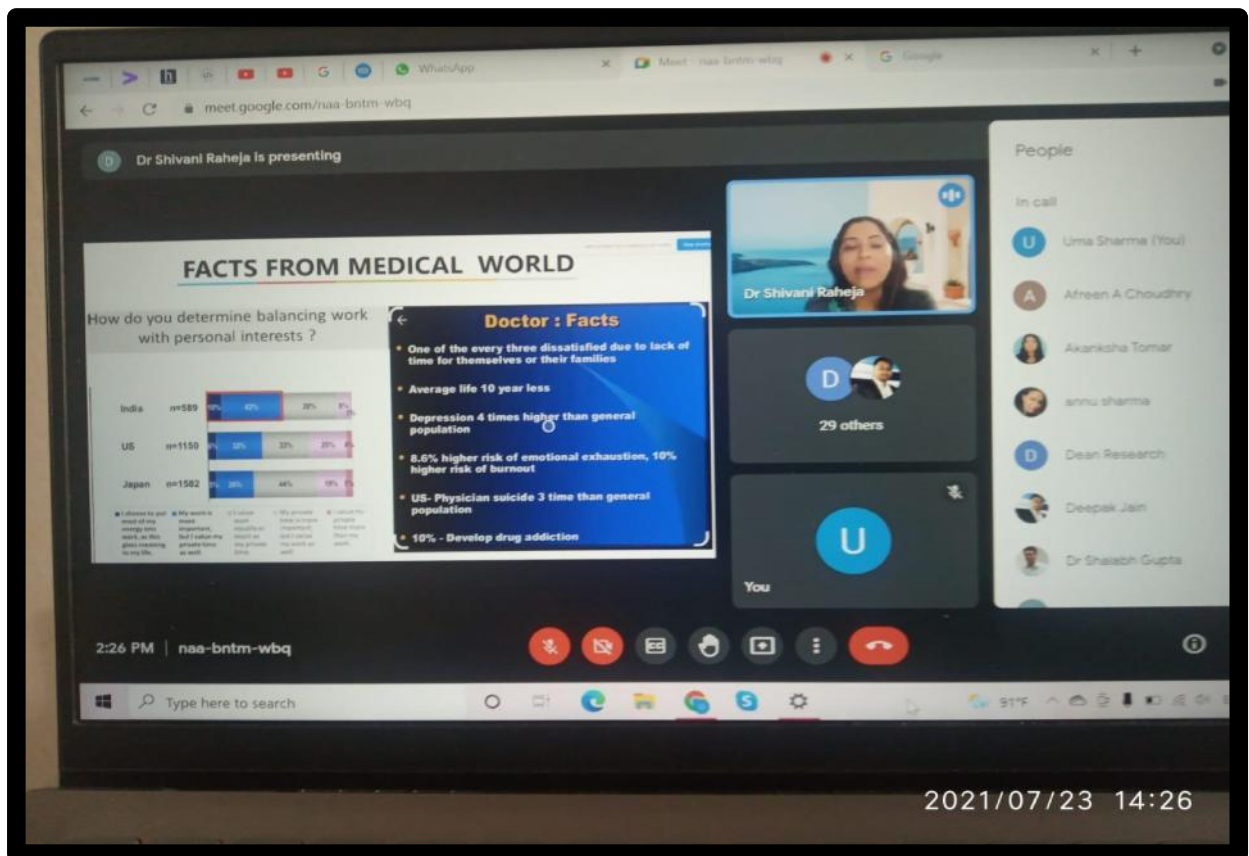 WhatsApp
Meet - naa-bntm-wbq
Google
meet.google.com/naa-bntm-wbq
D
Dr Shivani Raheja is presenting
FACTS FROM MEDICAL WORLD
How do you determine balancing work
with personal interests ?
India n=589 10% 42% 28%
US n=1150 33% 33%
Japan n=1582 44%
Doctor : Facts
One of the every three dissatisfied due to lack of
time for themselves or their families
Average life 10 year less
Depression 4 times higher than general
population
8.6% higher risk of emotional exhaustion, 10%
higher risk of burnout
US- Physician suicide 3 time than general
population
10% - Develop drug addiction
Dr Shivani Raheja
D
29 others
U
You
People
In call
U
Uma Sharma (You)
A
Afreen A Choudhry
Akanksha Tomar
annu sharma
D
Dean Research
Deepak Jain
Dr Shalabh Gupta
2:26 PM | naa-bntm-wbq
Type here to search
91°F
2021/07/23 14:26